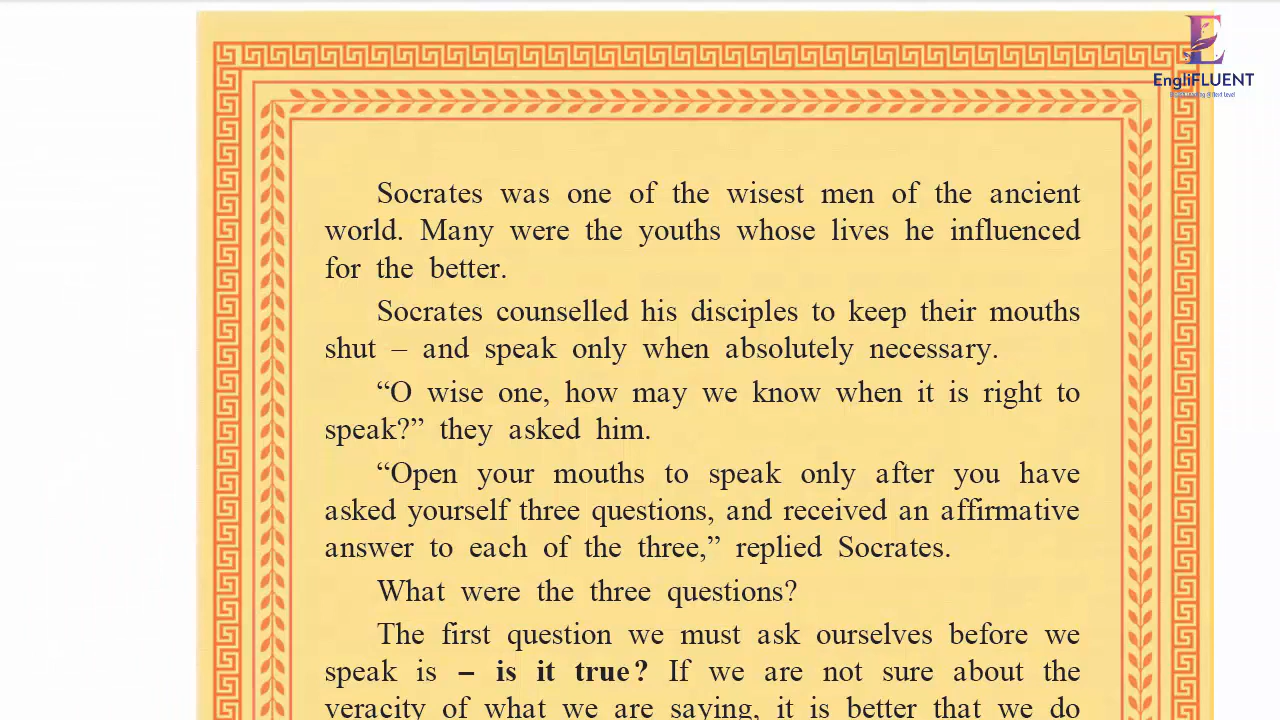 EngliFLUENT
Socrates was one of the wisest men of the ancient
world. Many were the youths whose lives he influenced
for the better.
Socrates counselled his disciples to keep their mouths
shut – and speak only when absolutely necessary.
“O wise one, how may we know when it is right to
speak?” they asked him.
“Open your mouths to speak only after you have
asked yourself three questions, and received an affirmative
answer to each of the three,” replied Socrates.
What were the three questions?
The first question we must ask ourselves before we
speak is – is it true? If we are not sure about the
veracity of what we are saying, it is better that we do